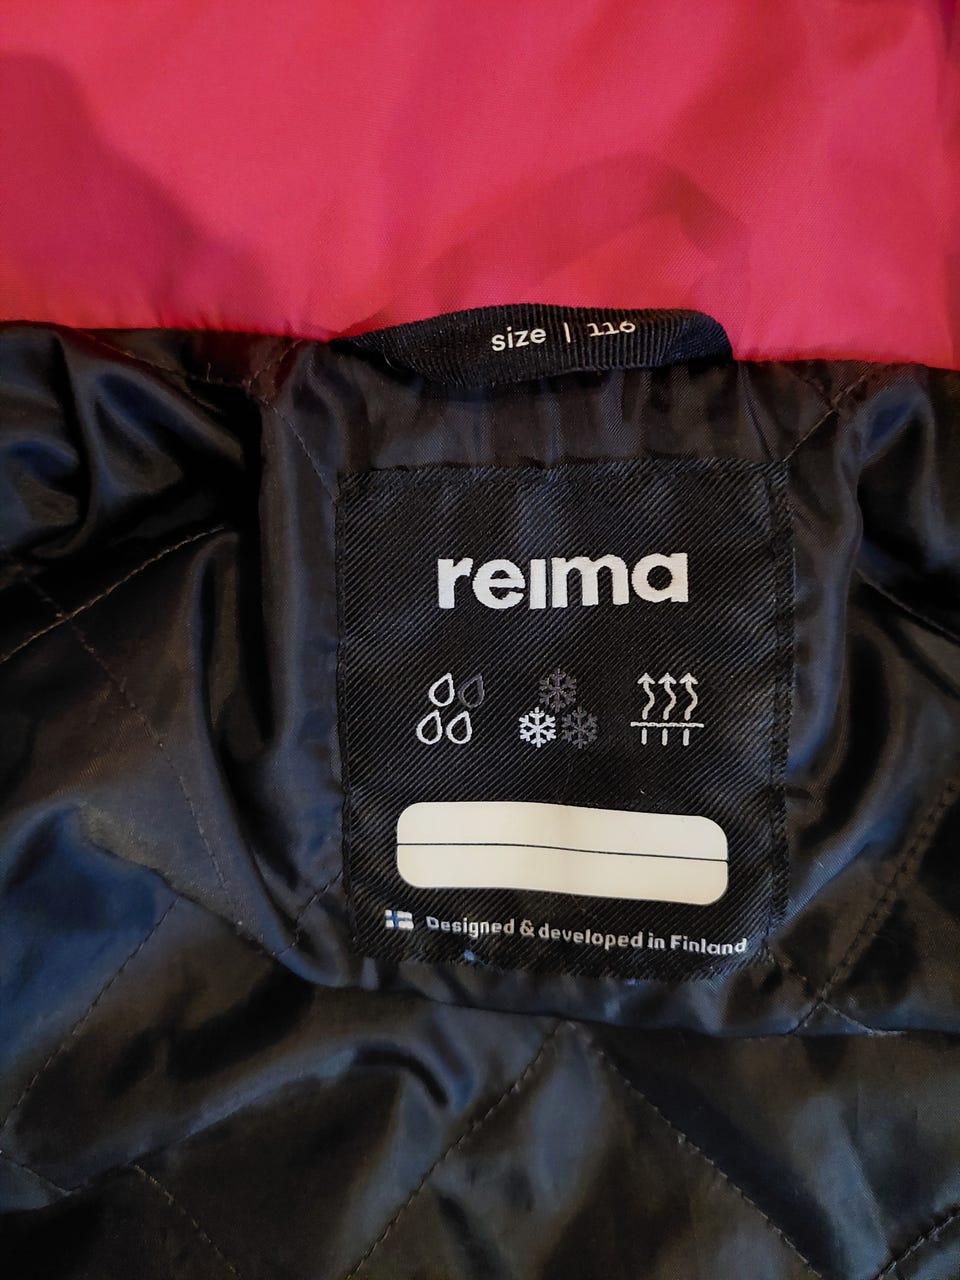 size | 116
reima
Designed & developed in Finland